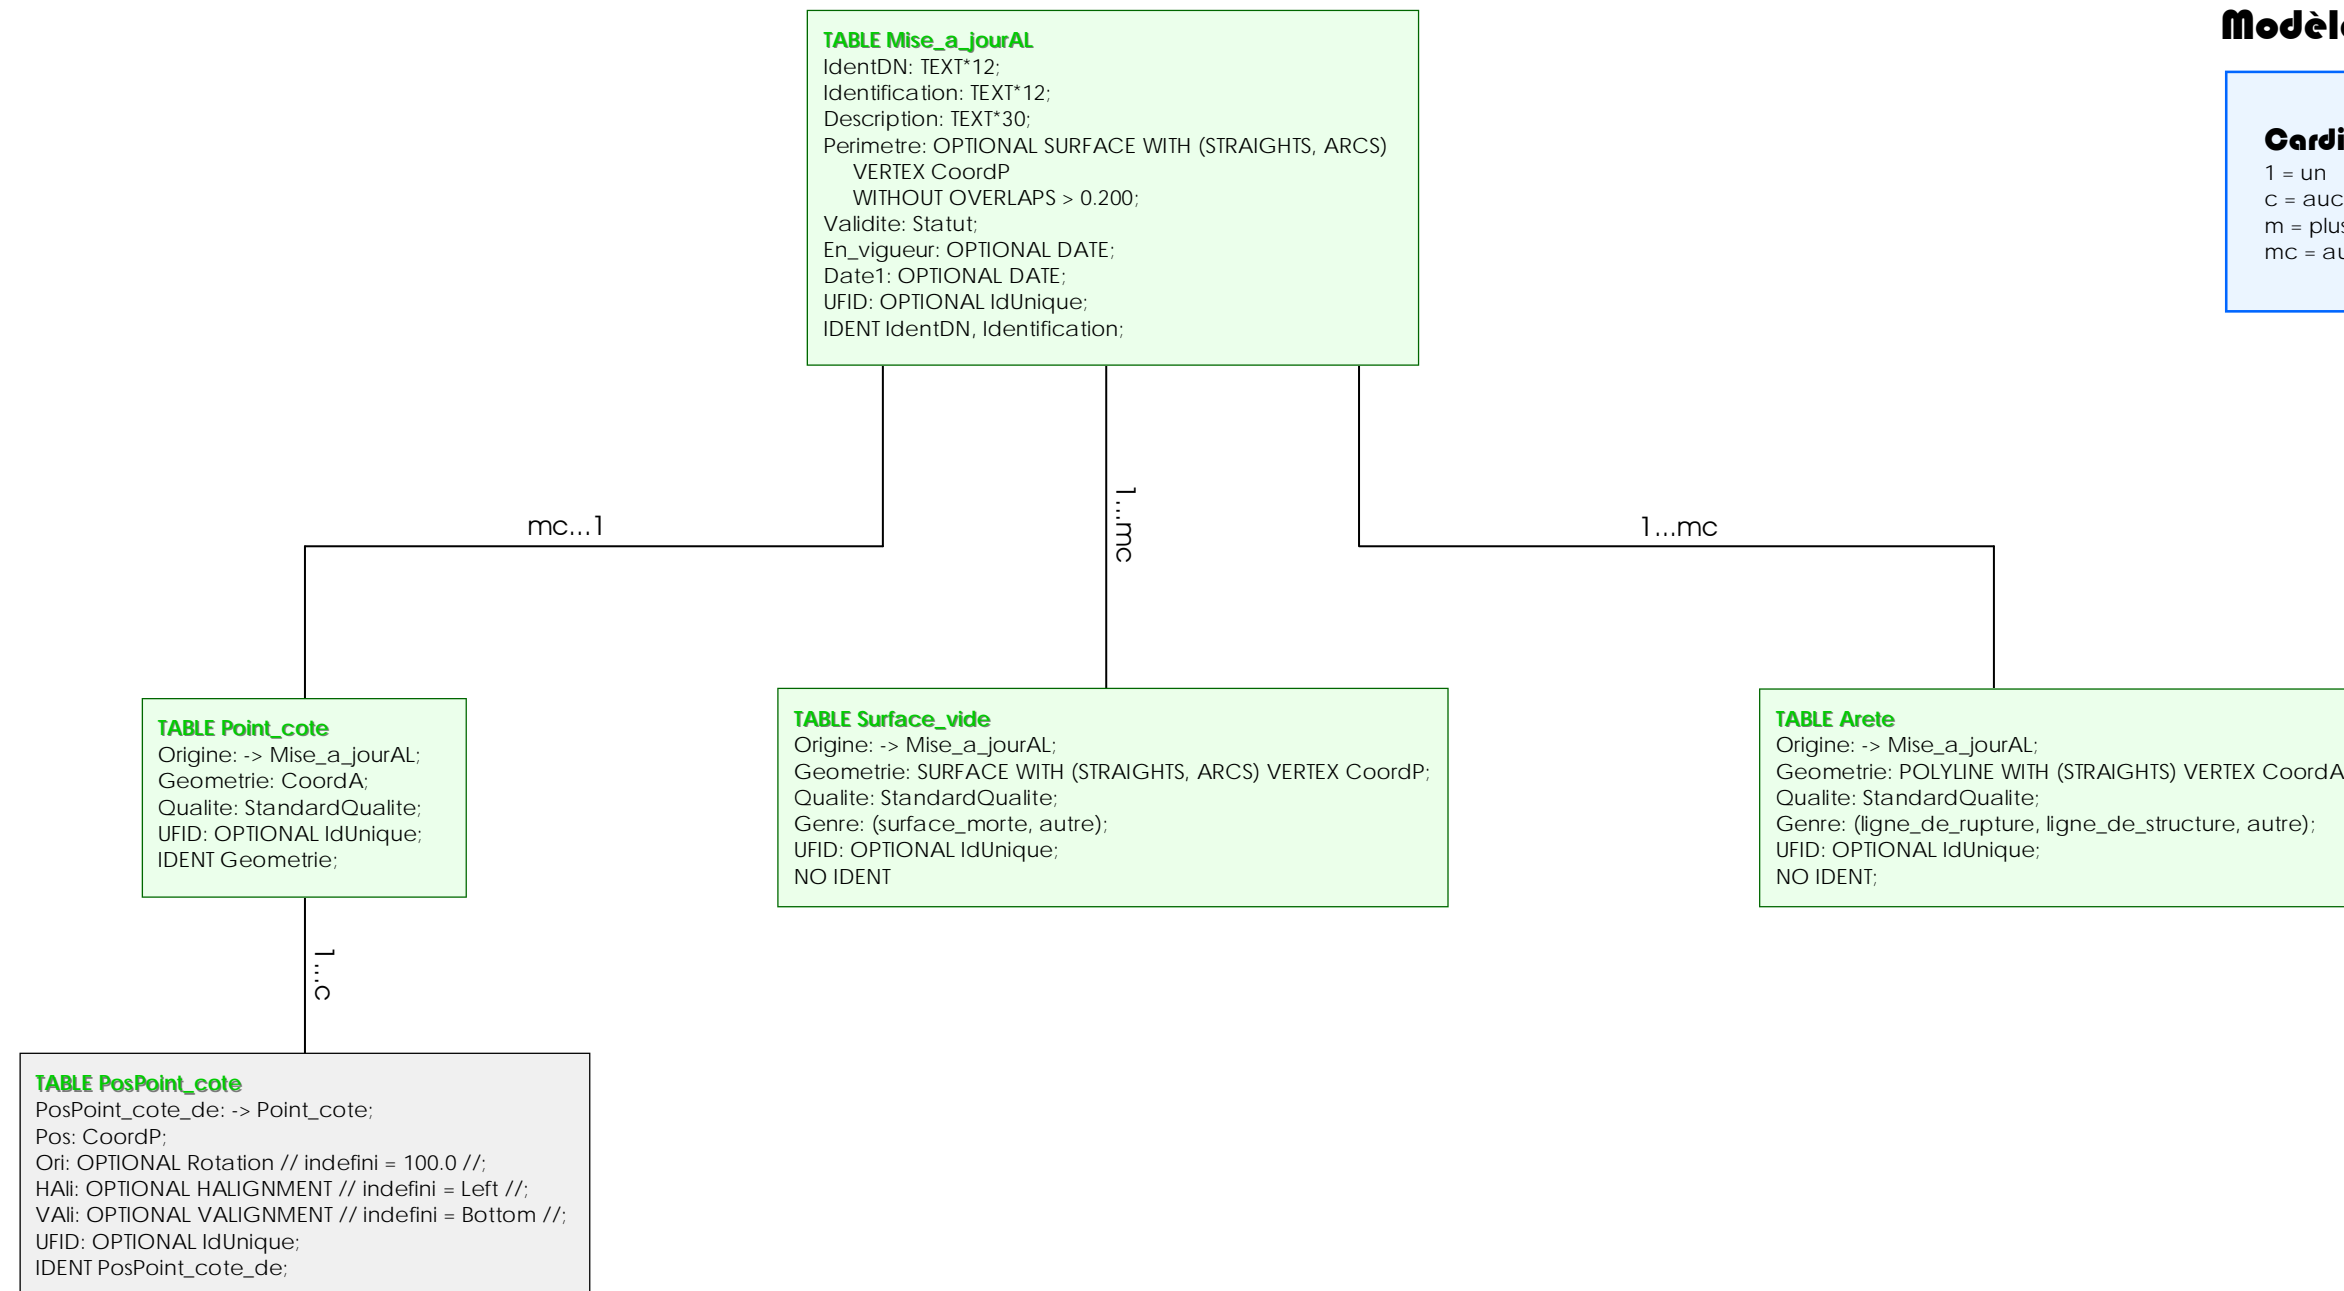 TABLE Mise_a_jourAL
IdentDN: TEXT*12;
Identification: TEXT*12;
Description: TEXT*30;
Perimetre: OPTIONAL SURFACE WITH (STRAIGHTS, ARCS)
VERTEX CoordP
WITHOUT OVERLAPS > 0.200;
Validite: Statut;
En_vigueur: OPTIONAL DATE;
Date1: OPTIONAL DATE;
UFID: OPTIONAL IdUnique;
IDENT IdentDN, Identification;
1 = un
c =
m =
mc =
mc...1
1...mc
1...mc
TABLE Point_cote
Origine: -> Mise_a_jourAL;
Geometrie: CoordA;
Qualite: StandardQualite;
UFID: OPTIONAL IdUnique;
IDENT Geometrie;
TABLE Surface_vide
Origine: -> Mise_a_jourAL;
Geometrie: SURFACE WITH (STRAIGHTS, ARCS) VERTEX CoordP;
Qualite: StandardQualite;
Genre: (surface_morte, autre);
UFID: OPTIONAL IdUnique;
NO IDENT
TABLE Arete
Origine: -> Mise_a_jourAL;
Geometrie: POLYLINE WITH (STRAIGHTS) VERTEX CoordA
Qualite: StandardQualite;
Genre: (ligne_de_rupture, ligne_de_structure, autre);
UFID: OPTIONAL IdUnique;
NO IDENT;
1...c
TABLE PosPoint_cote
PosPoint_cote_de: -> Point_cote;
Pos: CoordP;
Ori: OPTIONAL Rotation // indefini = 100.0 //;
HAli: OPTIONAL HALIGNMENT // indefini = Left //;
VAli: OPTIONAL VALIGNMENT // indefini = Bottom //;
UFID: OPTIONAL IdUnique;
IDENT PosPoint_cote_de;